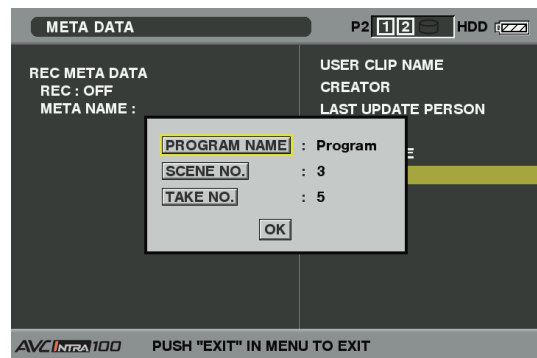 META DATA
P2 1 2 HDD
REC META DATA
REC : OFF
META NAME :
USER CLIP NAME
CREATOR
LAST UPDATE PERSON
PROGRAM NAME : Program
SCENE NO. : 3
TAKE NO. : 5
OK
AVC INTRA 100 PUSH "EXIT" IN MENU TO EXIT